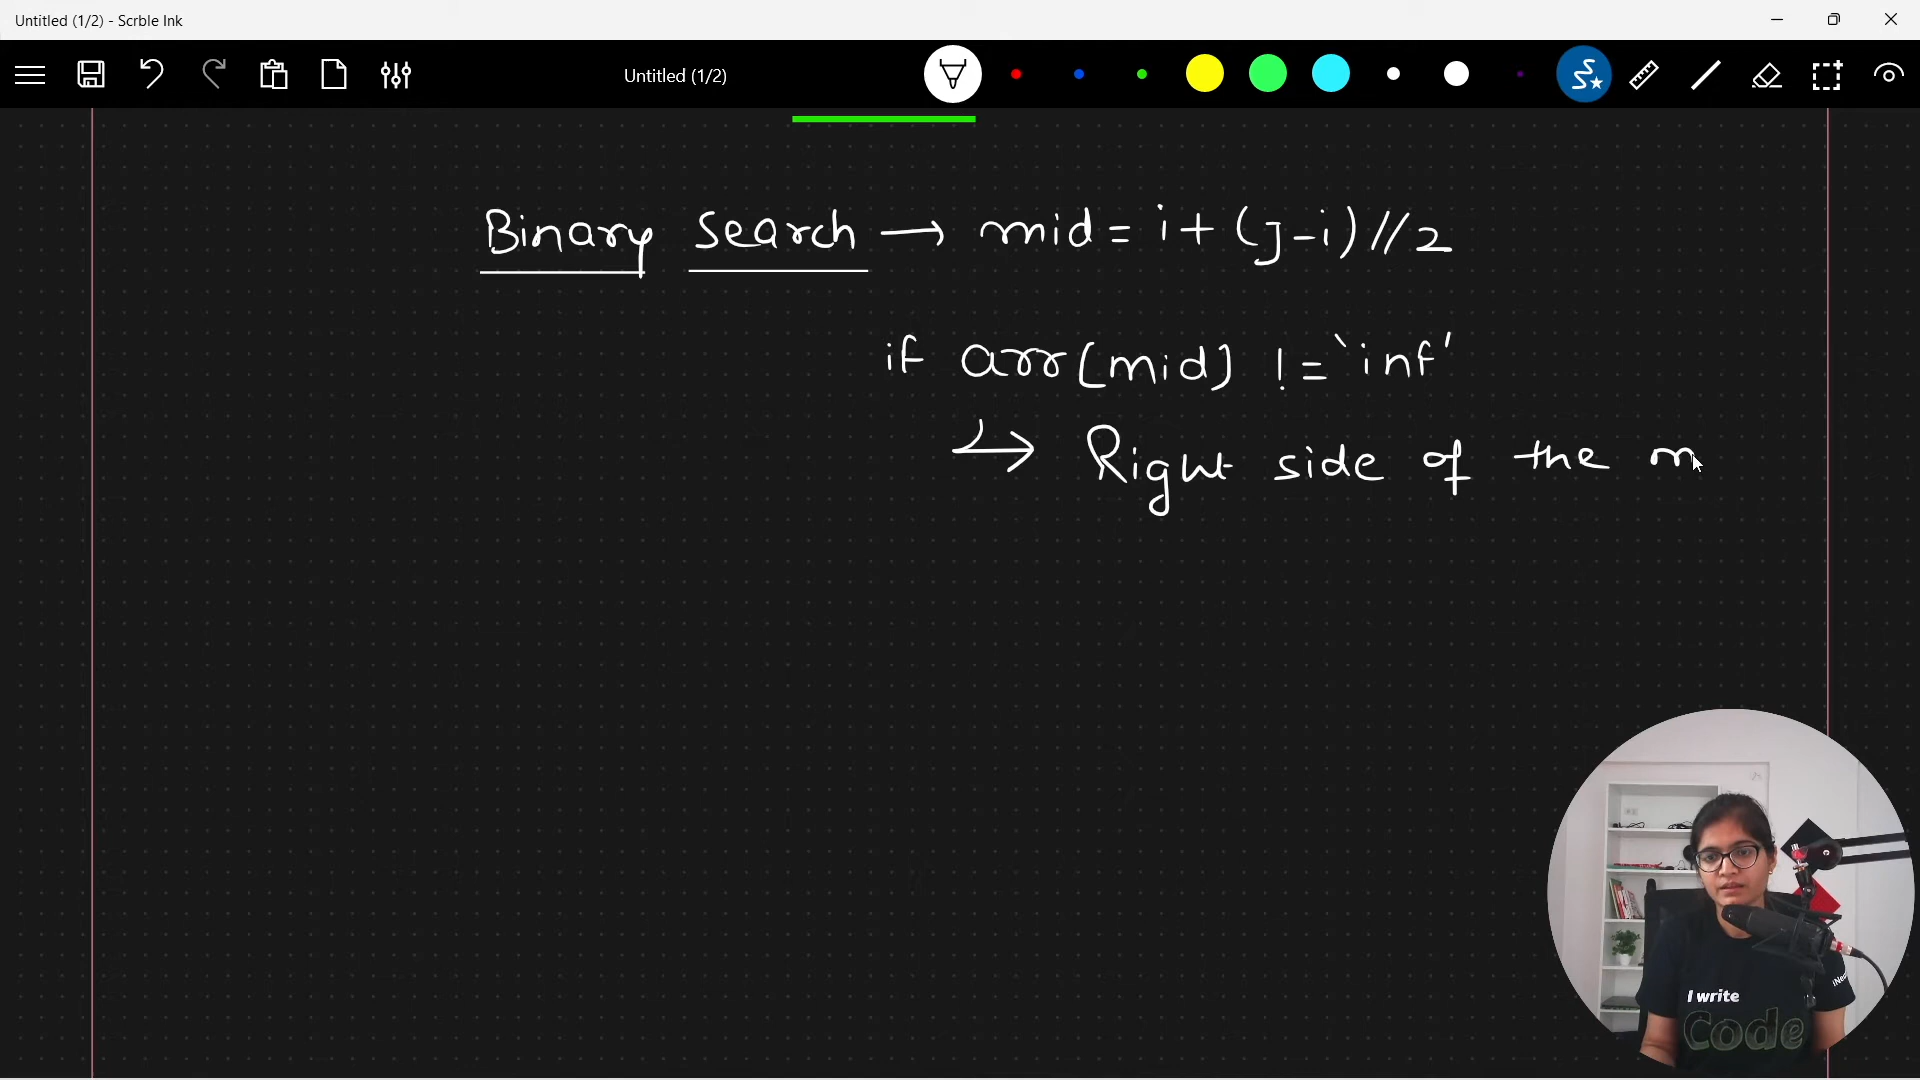 Untitled (1/2) - Scrble Ink
Untitled (1/2)
Binary Search → mid = i + (j-i)//2
if arr[mid] != `inf'
↳ Right side of the m
I write
Code